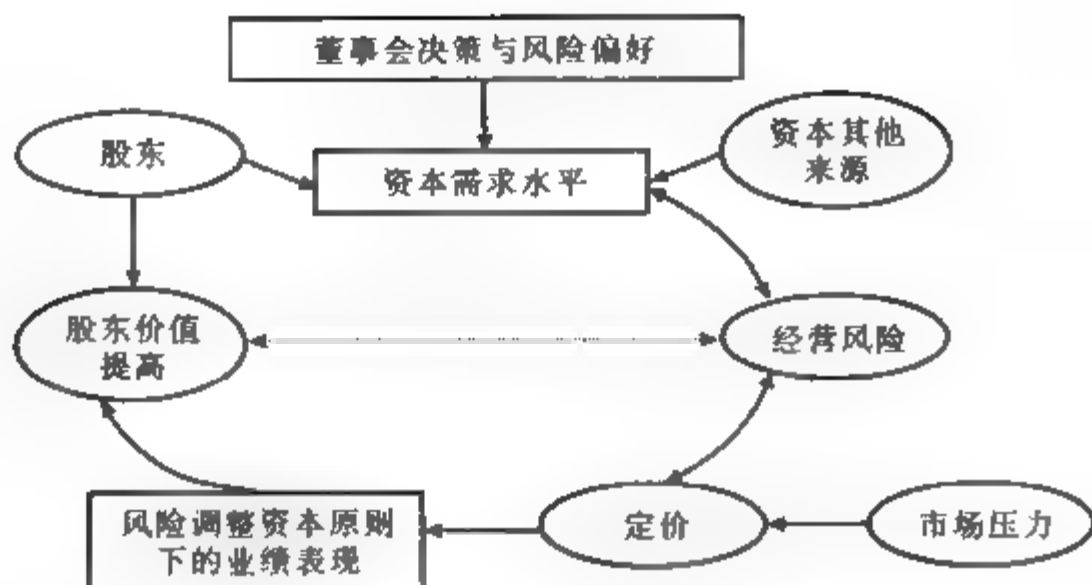 董事会决策与风险偏好
股东
资本其他
来源
资本需求水平
股东价值
提高
经营风险
风险调整资本原则
下的业绩表现
定价
市场压力